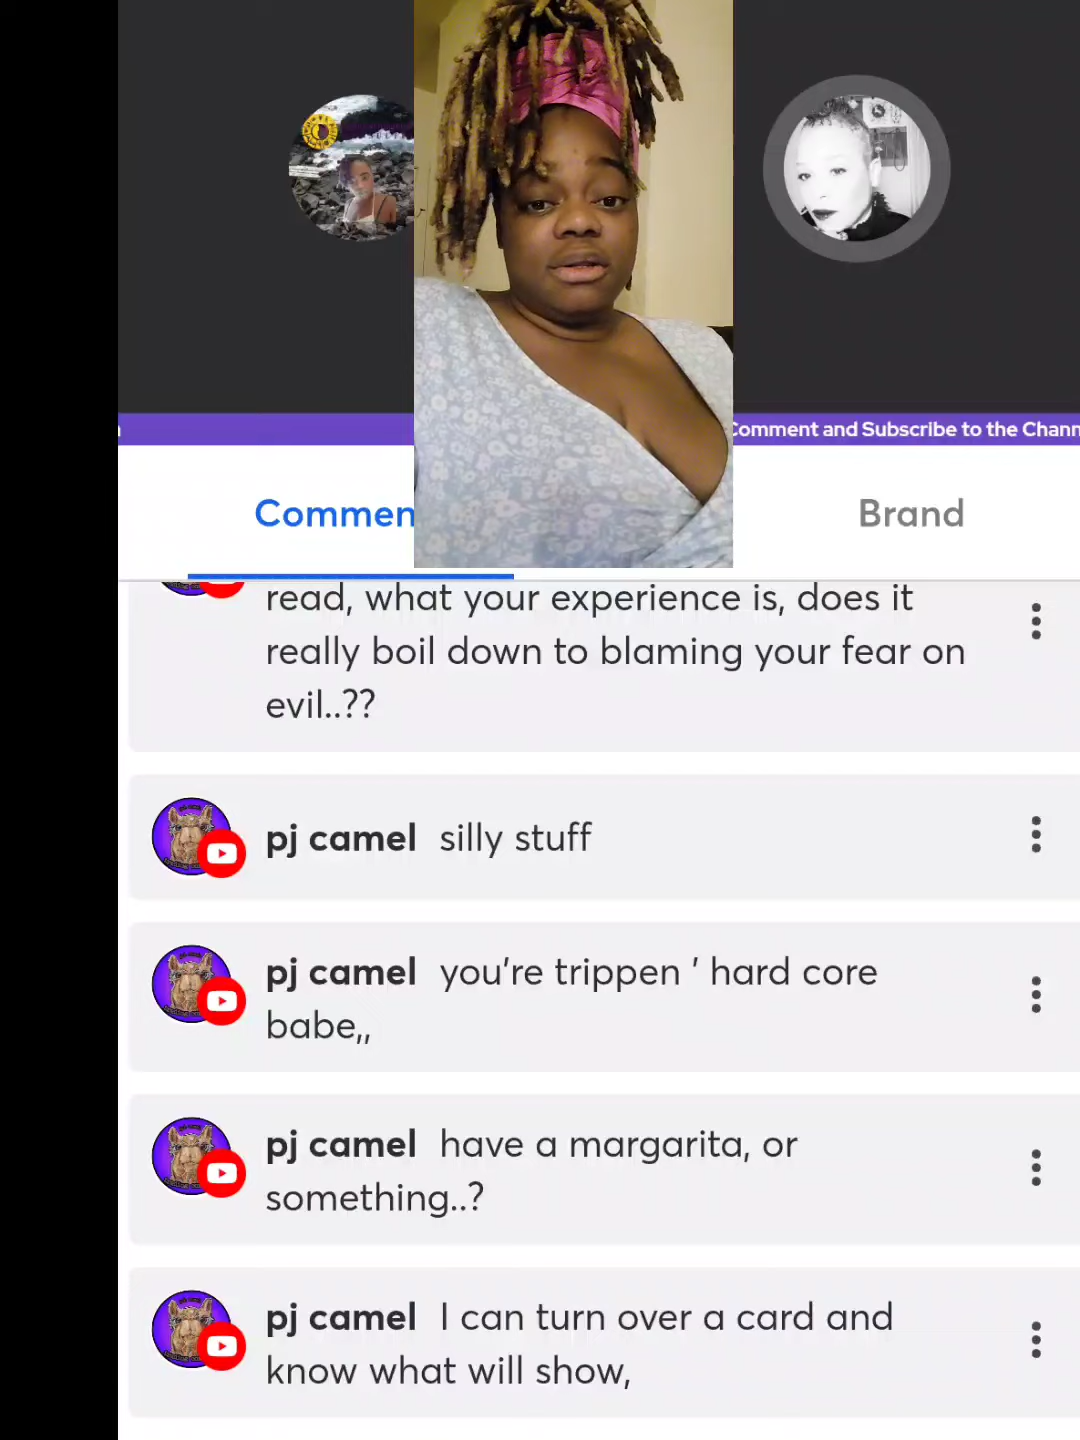 Comment and Subscribe to the Chann
Commen
Brand
read, what your experience is, does it
really boil down to blaming your fear on
evil..??
pj camel silly stuff
pj camel you're trippen ' hard core
babe,,
pj camel have a margarita, or
something..?
pj camel I can turn over a card and
know what will show,